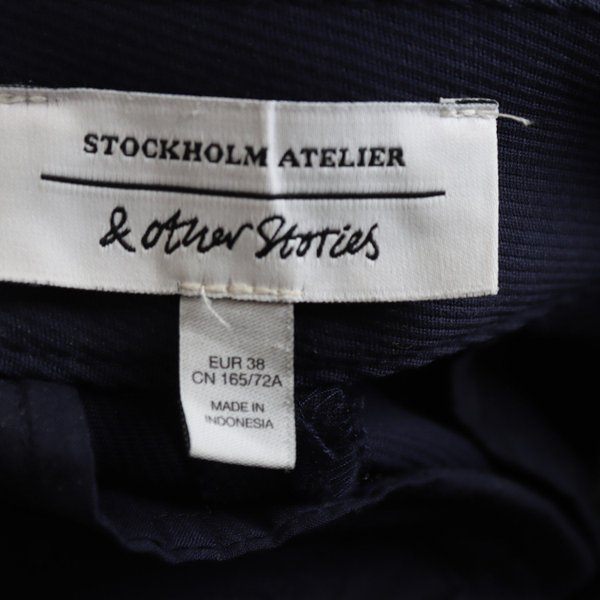 STOCKHOLM ATELIER
& other Stories
EUR 38
CN 165/72A
MADE IN
INDONESIA